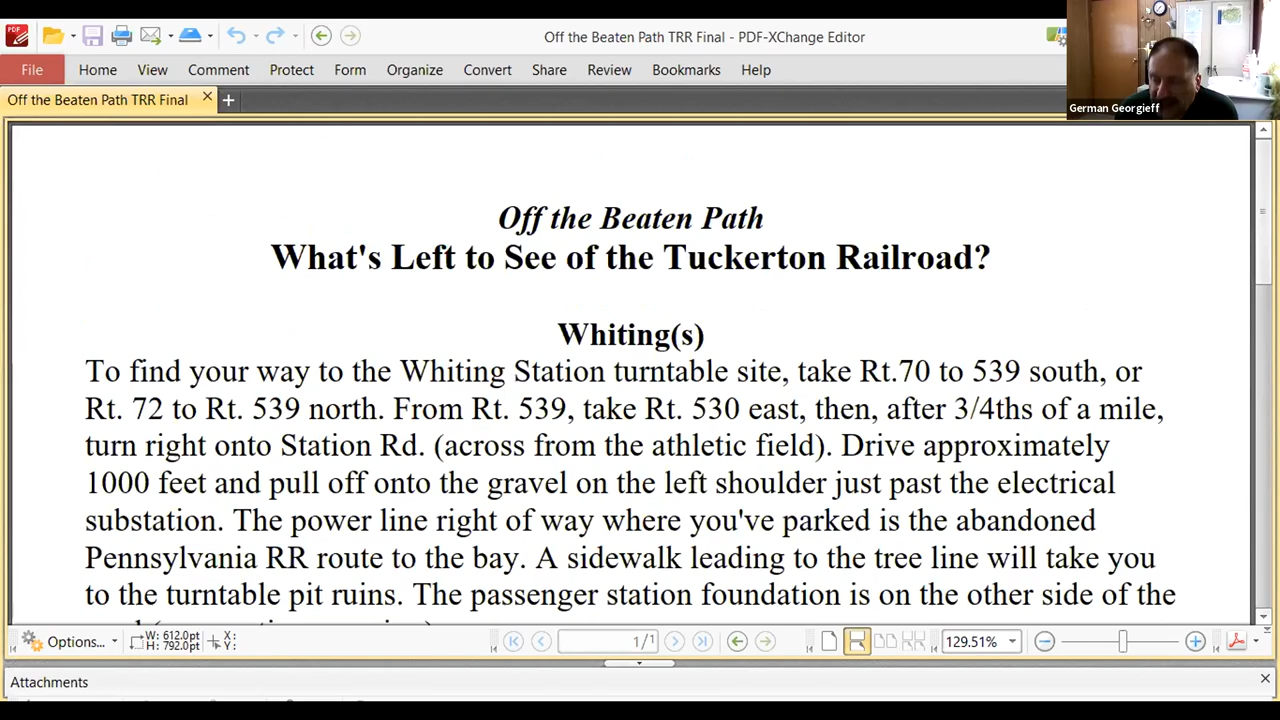 Off the Beaten Path TRR Final - PDF-XChange Editor
File Home View Comment Protect Form Organize Convert Share Review Bookmarks Help
German Georgieff
Off the Beaten Path TRR Final
Off the Beaten Path
What's Left to See of the Tuckerton Railroad?
Whiting(s)
To find your way to the Whiting Station turntable site, take Rt.70 to 539 south, or
Rt. 72 to Rt. 539 north. From Rt. 539, take Rt. 530 east, then, after 3/4ths of a mile,
turn right onto Station Rd. (across from the athletic field). Drive approximately
1000 feet and pull off onto the gravel on the left shoulder just past the electrical
substation. The power line right of way where you've parked is the abandoned
Pennsylvania RR route to the bay. A sidewalk leading to the tree line will take you
to the turntable pit ruins. The passenger station foundation is on the other side of the
Options... W: 612.0 X: 1/1 129.51%
H: 792.0 Y:
Attachments